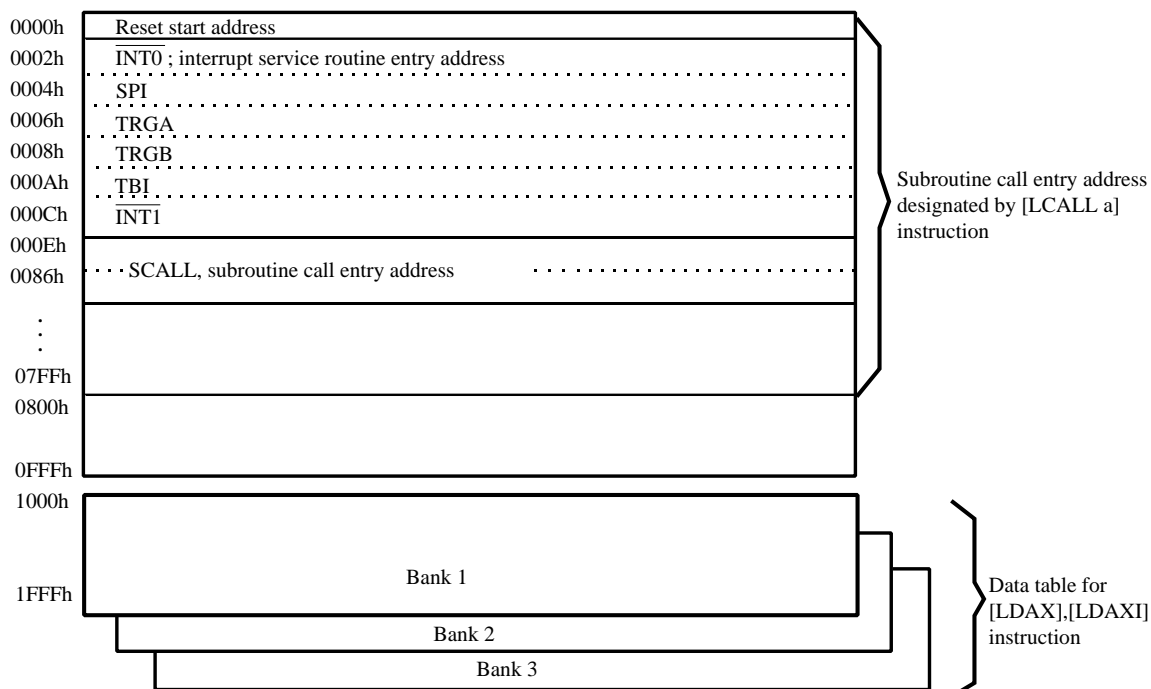 0000h Reset start address
0002h INT0 ; interrupt service routine entry address
0004h SPI
0006h TRGA
0008h TRGB
000Ah TBI
000Ch INT1
000Eh
0086h SCALL, subroutine call entry address
07FFh
0800h
0FFFh
Subroutine call entry address
designated by [LCALL a]
instruction
1000h
Bank 1
1FFFh
Bank 2
Bank 3
Data table for
[LDAX],[LDAXI]
instruction